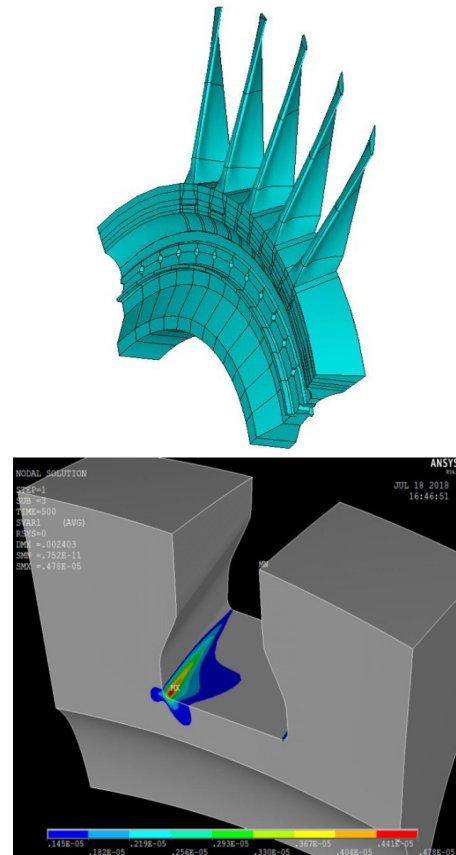 NODAL SOLUTION
ANSYS
STEP=1
SUB =3
TIME=500
SVAR1 (AVG)
RSYS=0
DMX =.002403
SMN =.752E-11
SMX =.478E-05
JUL 18 2018
16:46:51
MN
MX
.145E-05 .219E-05 .293E-05 .367E-05 .441E-05
.182E-05 .256E-05 .330E-05 .404E-05 .478E-05